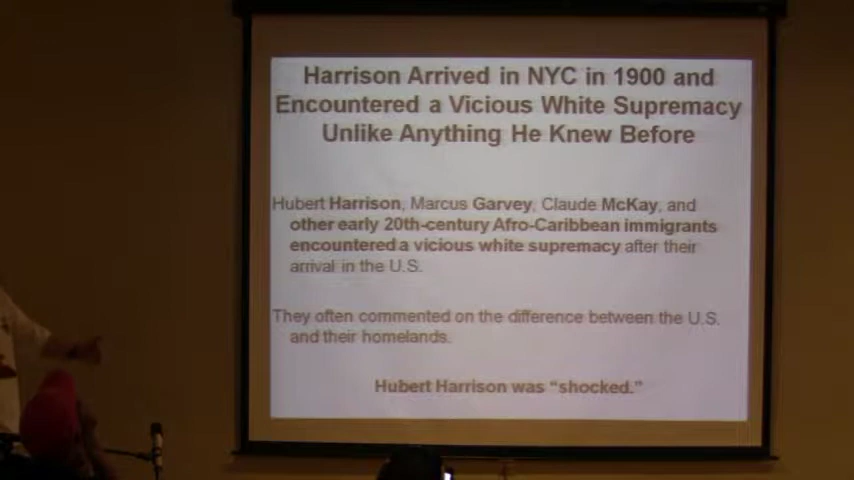 Harrison Arrived in NYC in 1900 and
Encountered a Vicious White Supremacy
Unlike Anything He Knew Before
Hubert Harrison, Marcus Garvey, Claude McKay, and
other early 20th-century Afro-Caribbean immigrants
encountered a vicious white supremacy after their
arrival in the U.S.
They often commented on the difference between the U.S.
and their homelands.
Hubert Harrison was “shocked.”